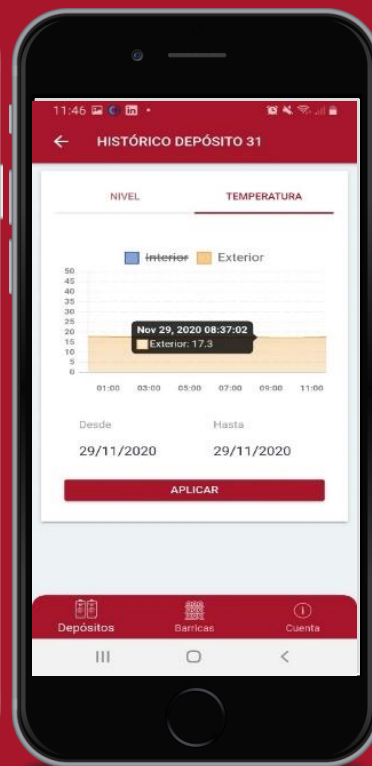 11:46
HISTÓRICO DEPÓSITO 31
NIVEL TEMPERATURA
Interior Exterior
50
45
40
35
30
25
20
15
10
5
0
Nov 29, 2020 08:37:02
Exterior: 17.3
01:00 03:00 05:00 07:00 09:00 11:00
Desde Hasta
29/11/2020 29/11/2020
APLICAR
Depósitos Barricas Cuenta